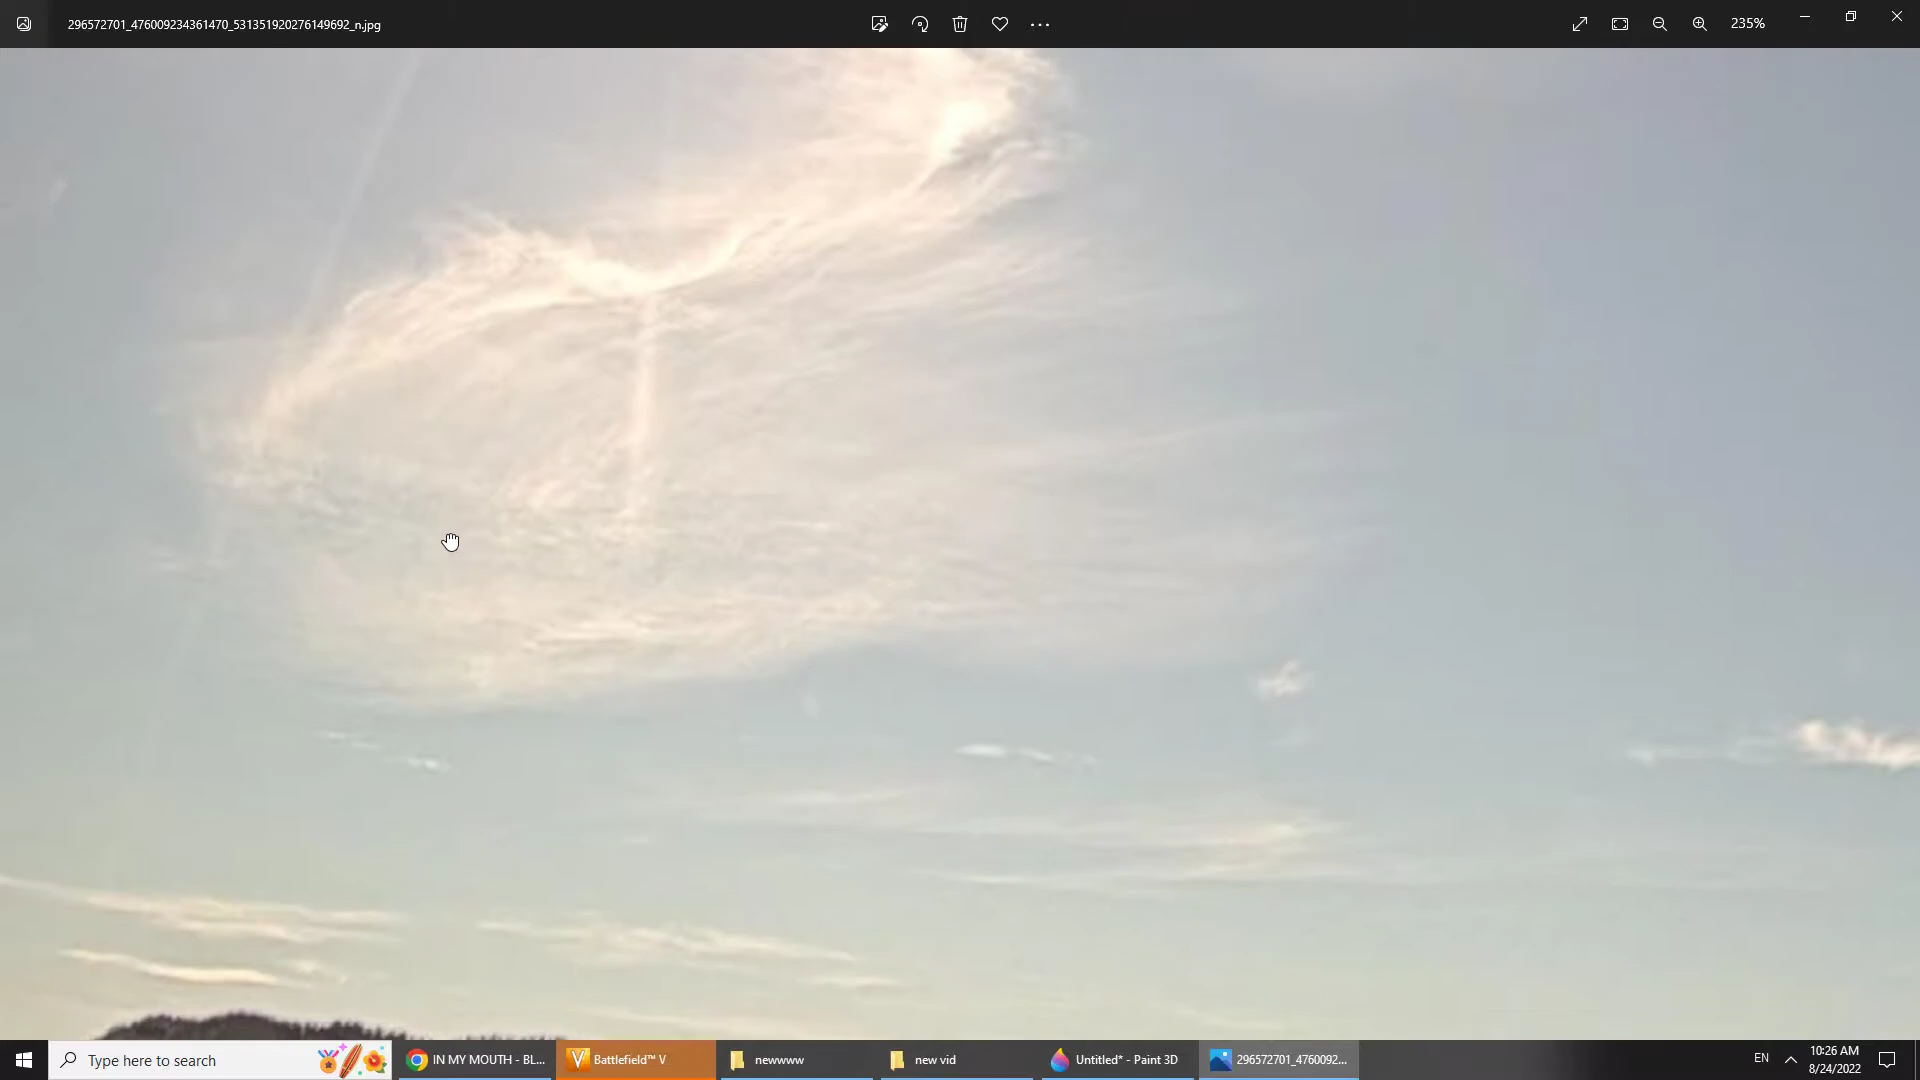 296572701_476009234361470_531351920276149692_n.jpg
235%
Type here to search
IN MY MOUTH - BL...
Battlefield™ V
newwww
new vid
Untitled* - Paint 3D
296572701_4760092...
EN
10:26 AM
8/24/2022